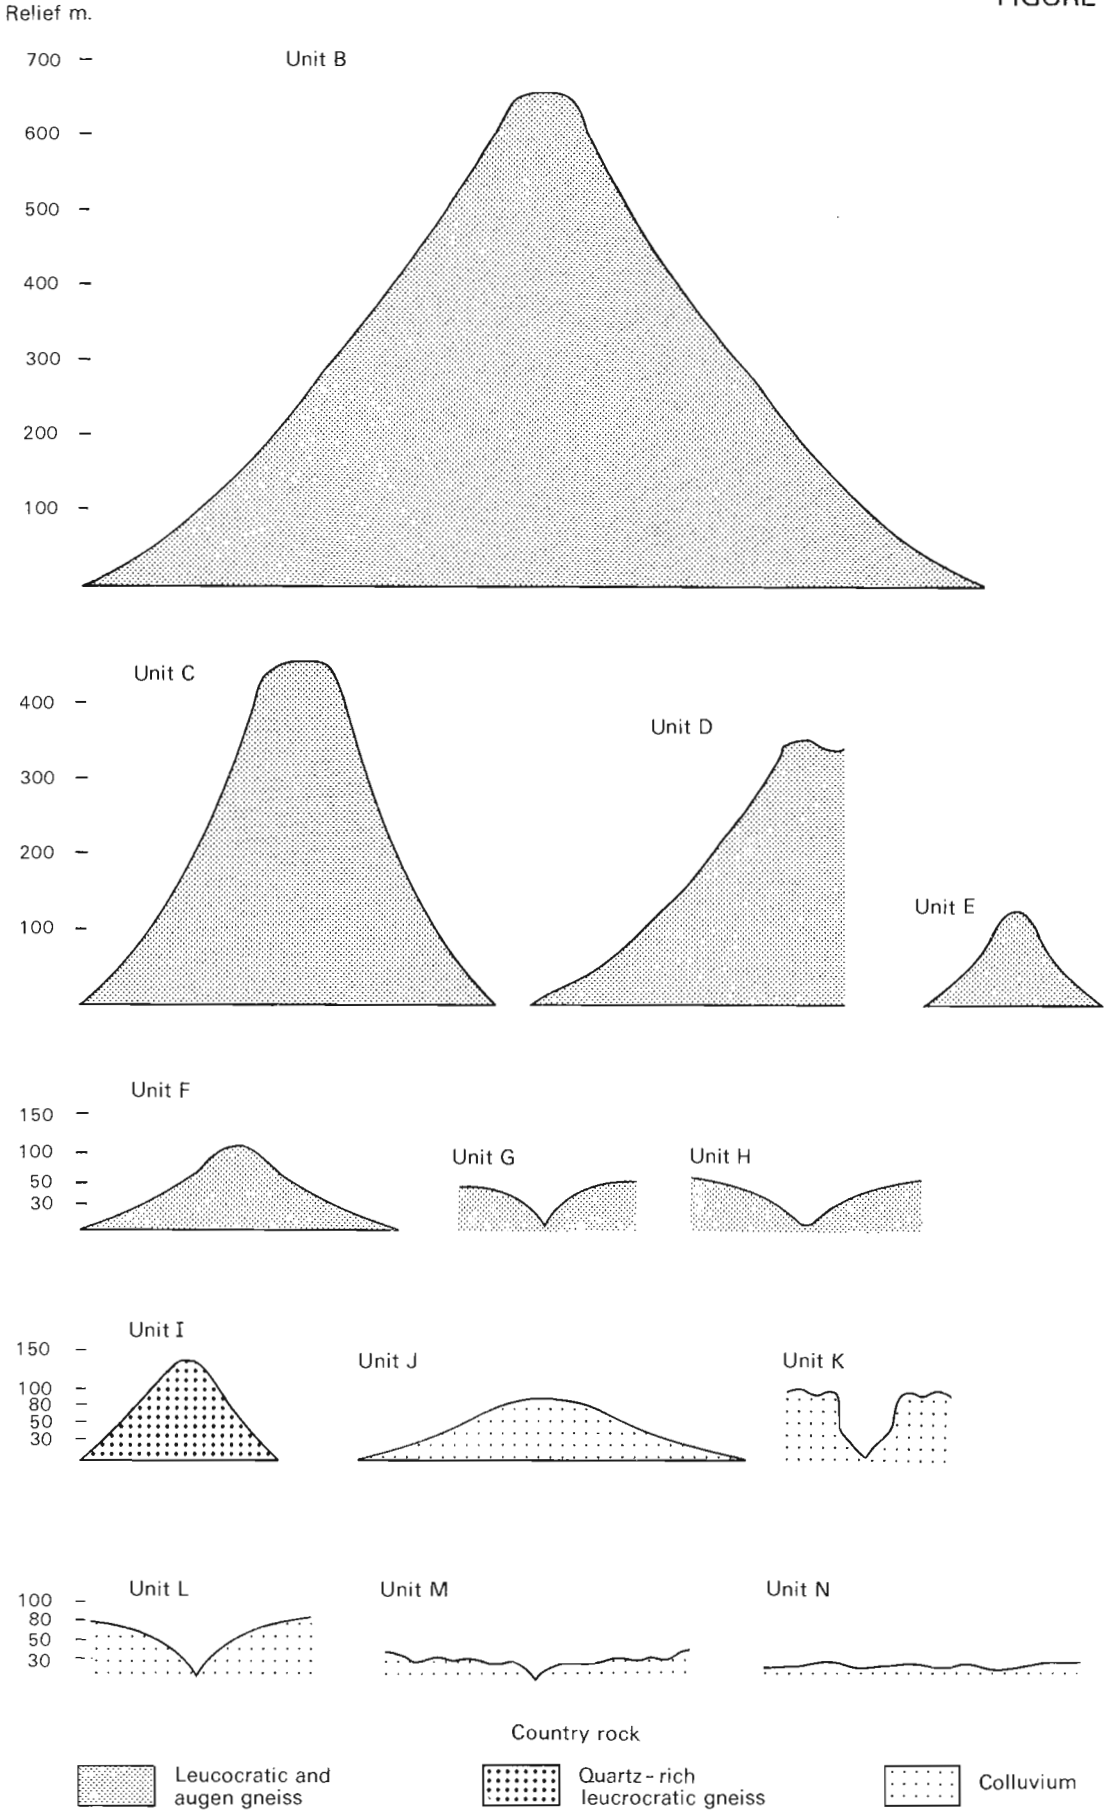 FIGURE
Relief m.
Unit B
700
600
500
400
300
200
100
Unit C
Unit D
Unit E
400
300
200
100
Unit F
Unit G
Unit H
150
100
50
30
Unit I
Unit J
Unit K
150
100
80
50
30
Unit L
Unit M
Unit N
100
80
50
30
Country rock
Leucocratic and
augen gneiss
Quartz-rich
leucrocratic gneiss
Colluvium